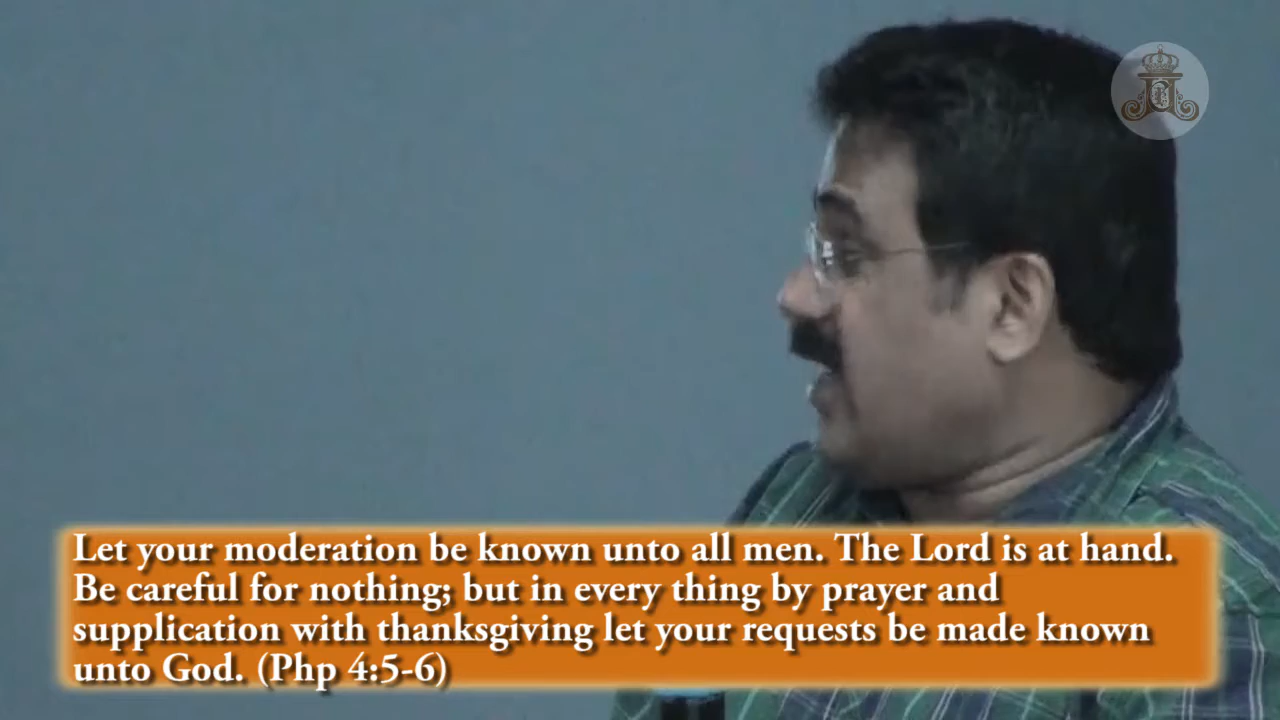 Let your moderation be known unto all men. The Lord is at hand.
Be careful for nothing; but in every thing by prayer and
supplication with thanksgiving let your requests be made known
unto God. (Php 4:5-6)